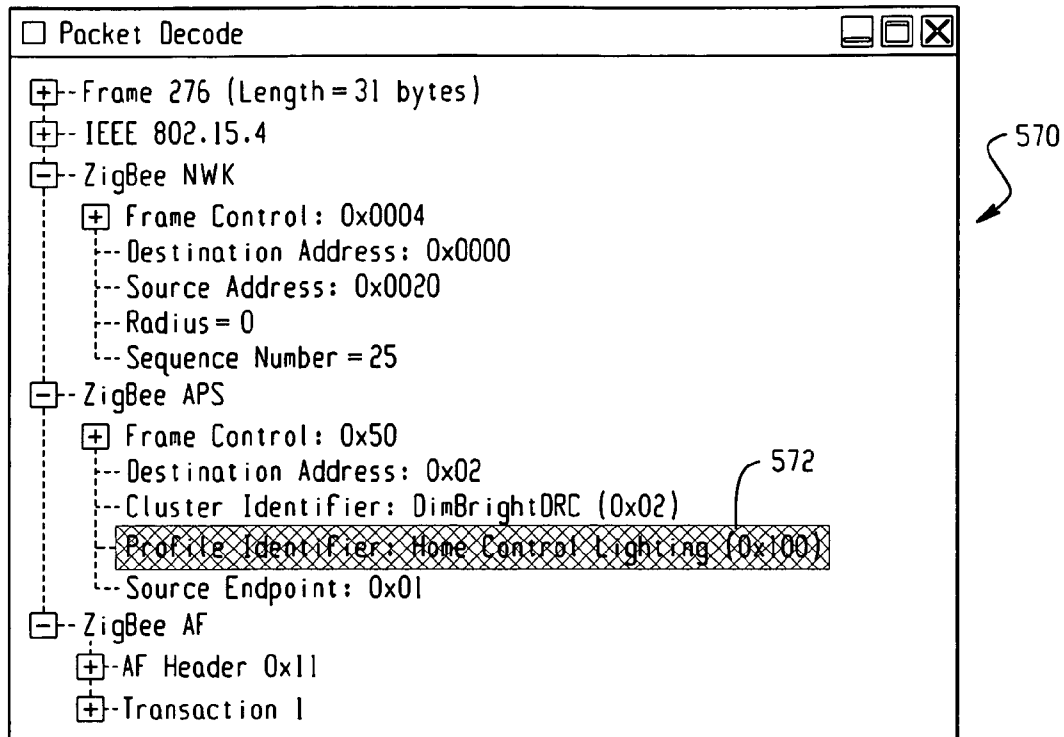 Packet Decode
Frame 276 (Length = 31 bytes)
IEEE 802.15.4
570
ZigBee NWK
Frame Control: 0x0004
Destination Address: 0x0000
Source Address: 0x0020
Radius = 0
Sequence Number = 25
ZigBee APS
Frame Control: 0x50
Destination Address: 0x02
572
Cluster Identifier: DimBrightDRC (0x02)
Profile Identifier: Home Control Lighting (0x100)
Source Endpoint: 0x01
ZigBee AF
AF Header 0x11
Transaction 1